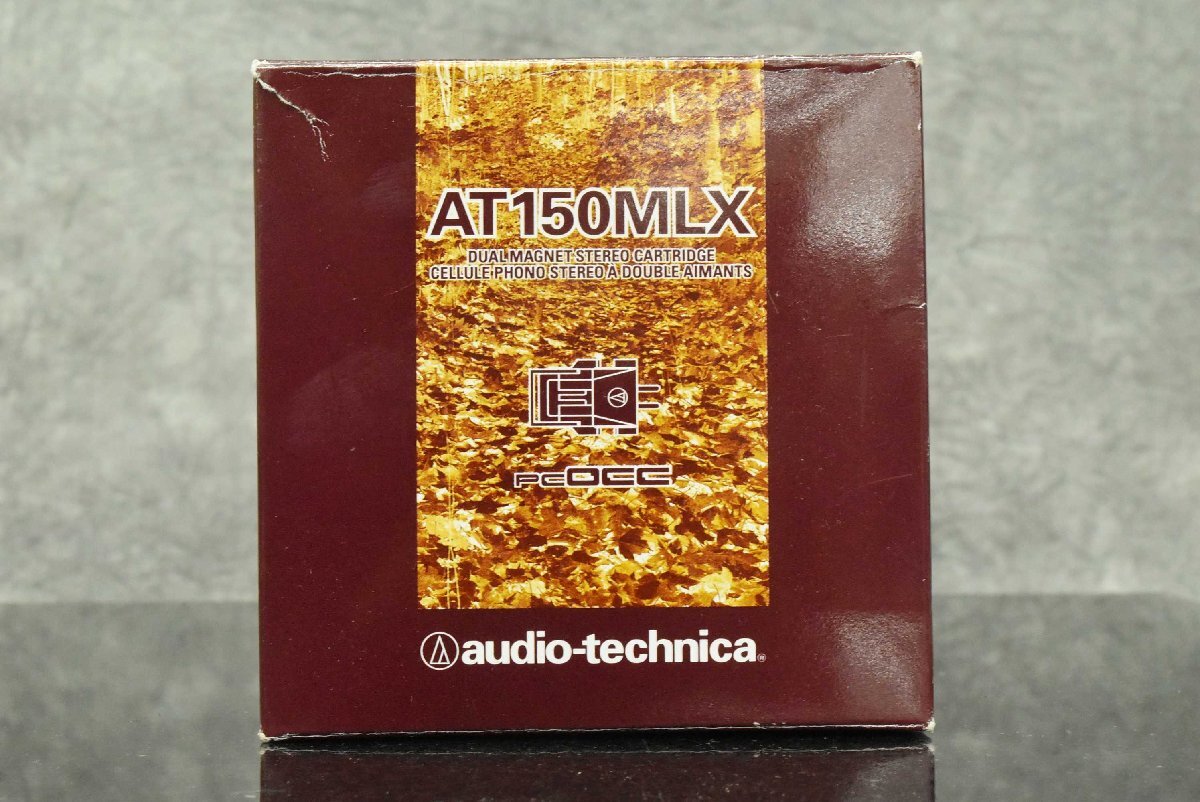 AT150MLX
DUAL MAGNET STEREO CARTRIDGE
CELLULE PHONO STEREO A DOUBLE AIMANTS
PCOCC
audio-technica®